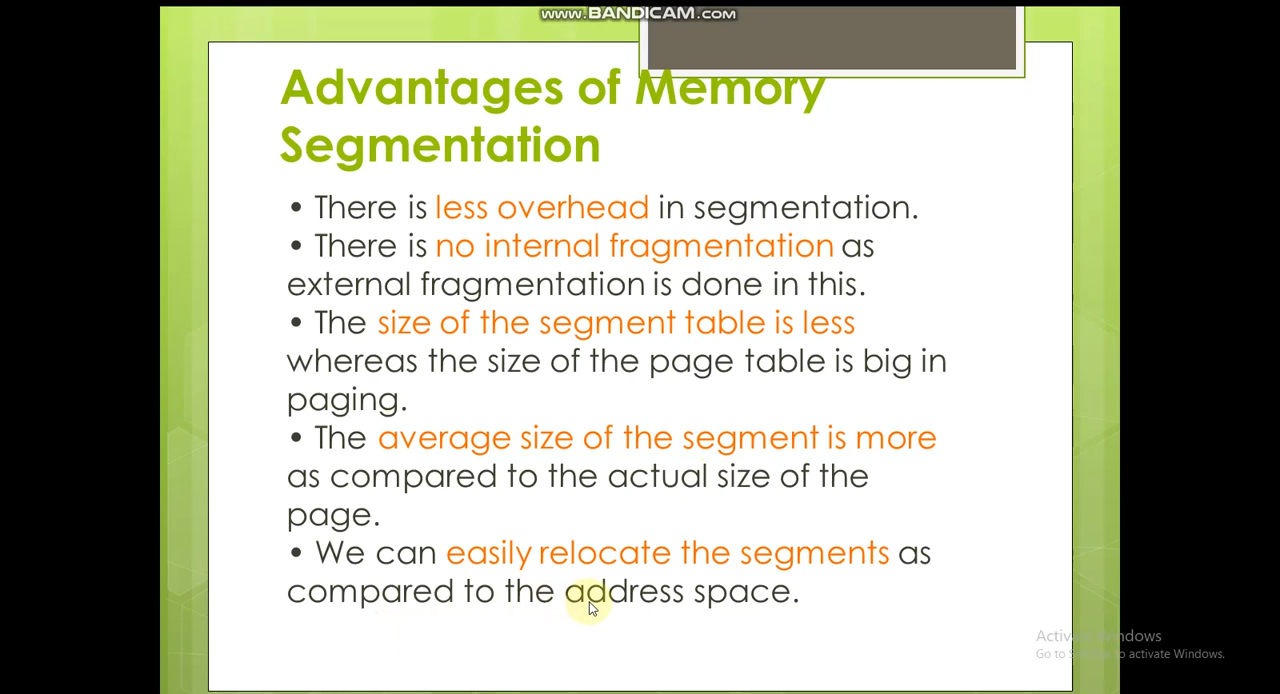 www.BANDICAM.com
Advantages of Memory
Segmentation
• There is less overhead in segmentation.
• There is no internal fragmentation as
external fragmentation is done in this.
• The size of the segment table is less
whereas the size of the page table is big in
paging.
• The average size of the segment is more
as compared to the actual size of the
page.
• We can easily relocate the segments as
compared to the address space.
Activate Windows
Go to Settings to activate Windows.